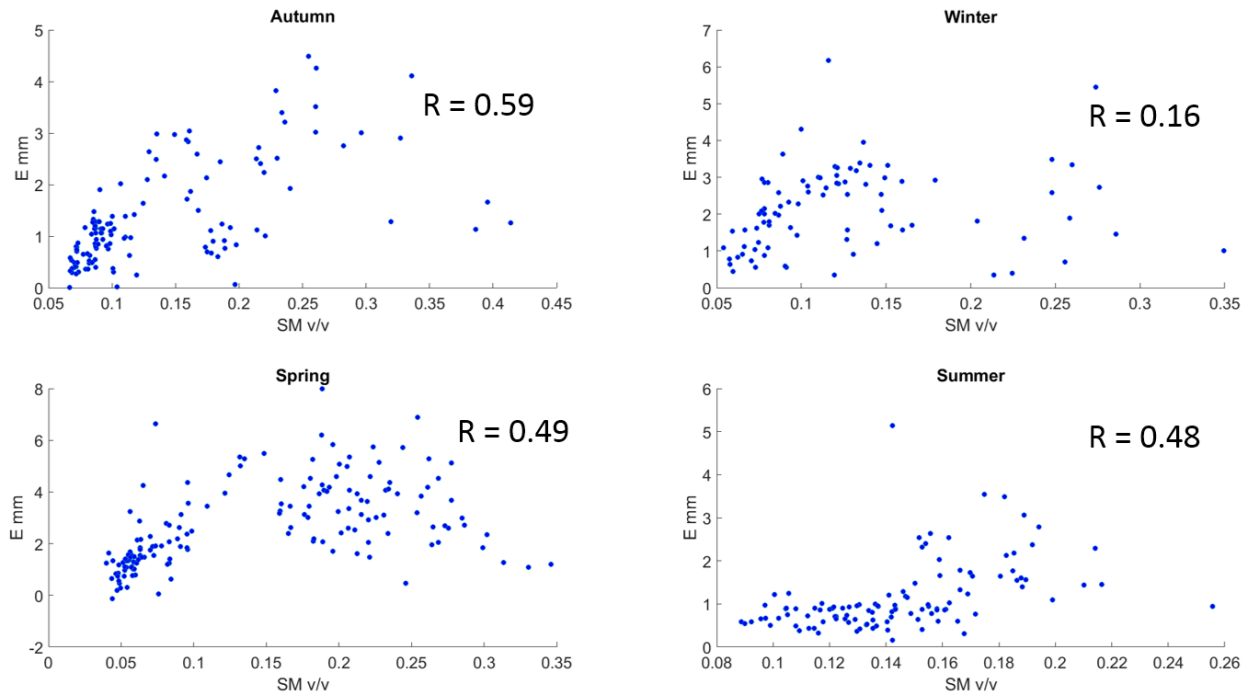 Autumn
5
4
3
2
1
0
E mm
R = 0.59
0.05 0.1 0.15 0.2 0.25 0.3 0.35 0.4 0.45
SM v/v
Winter
7
6
5
4
3
2
1
0
E mm
R = 0.16
0.05 0.1 0.15 0.2 0.25 0.3 0.35
SM v/v
Spring
8
6
4
2
0
-2
E mm
R = 0.49
0 0.05 0.1 0.15 0.2 0.25 0.3 0.35
SM v/v
Summer
6
5
4
3
2
1
0
E mm
R = 0.48
0.08 0.1 0.12 0.14 0.16 0.18 0.2 0.22 0.24 0.26
SM v/v